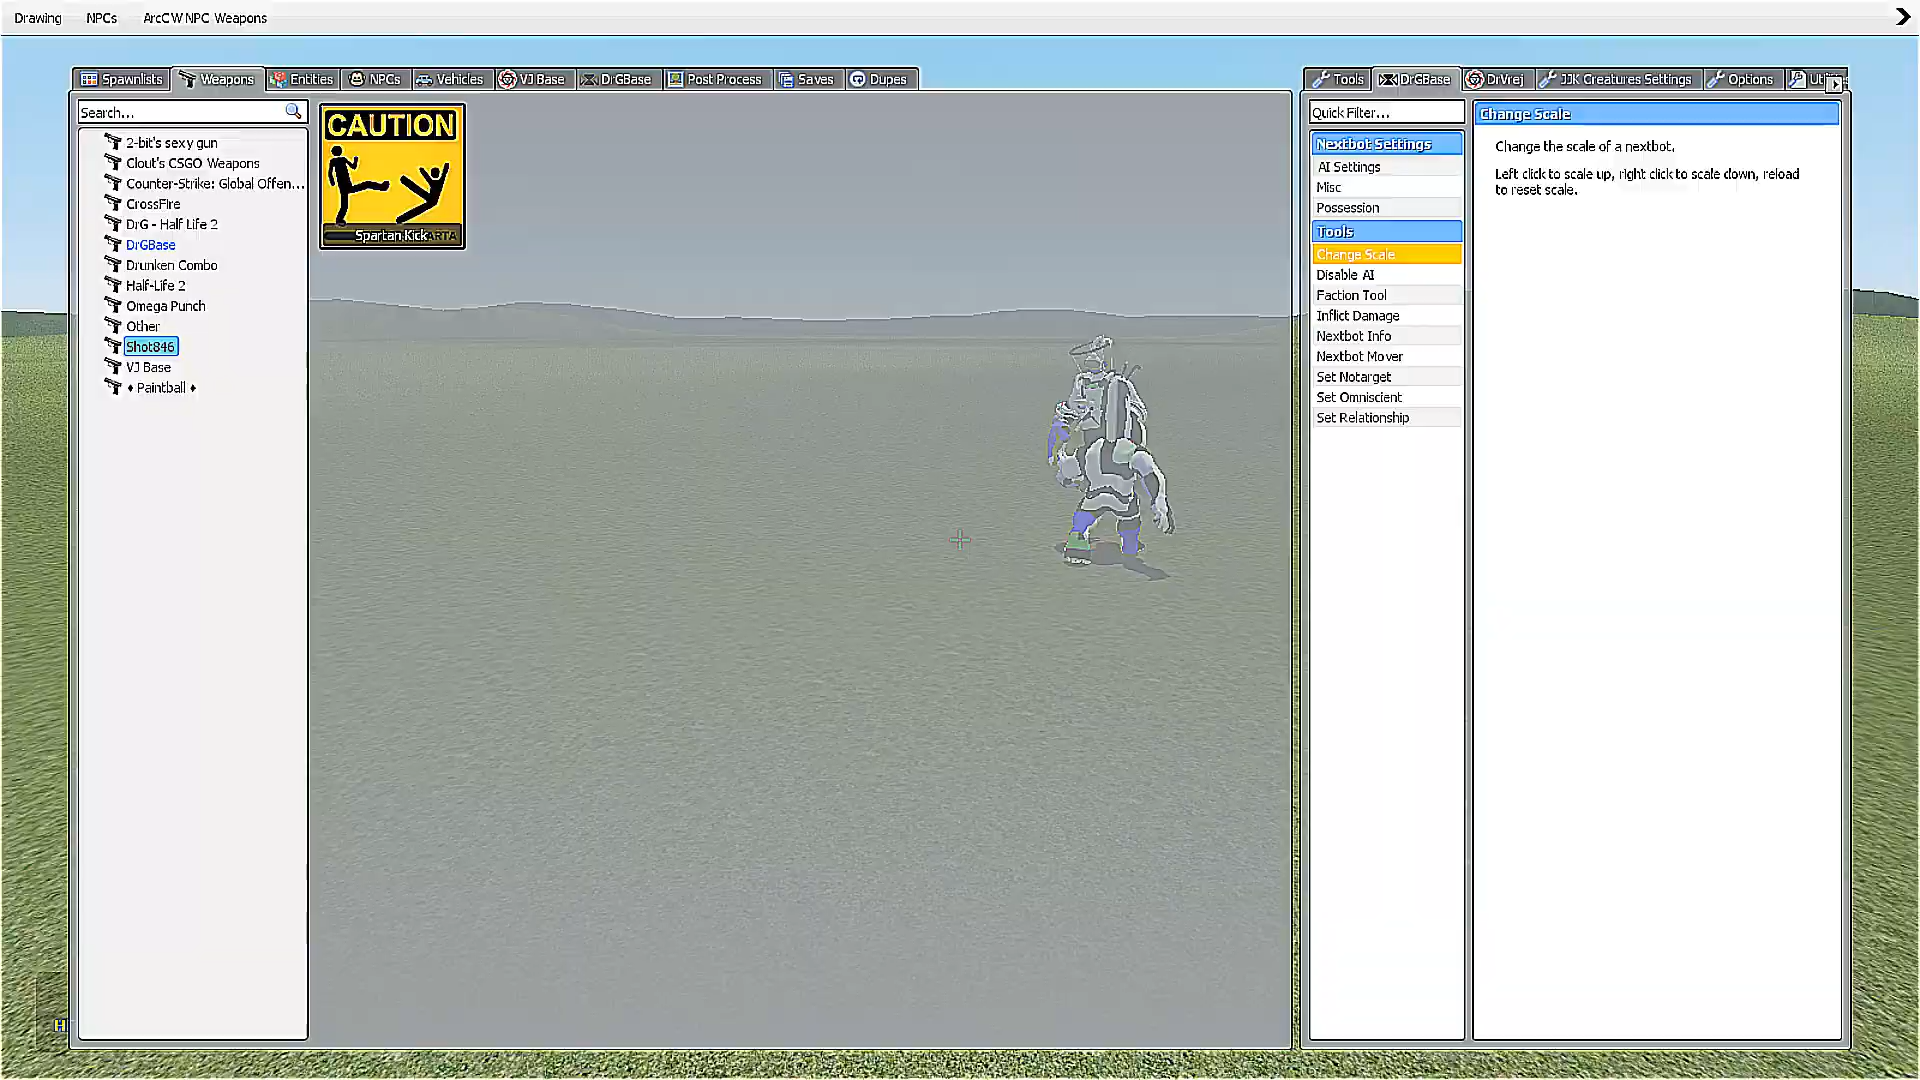 Drawing NPCs ArcCW NPC Weapons
Spawnlists Weapons Entities NPCs Vehicles VJ Base DrGBase Post Process Saves Dupes
Search...
2-bit's sexy gun
Clout's CSGO Weapons
Counter-Strike: Global Offen...
CrossFire
DrG - Half Life 2
DrGBase
Drunken Combo
Half-Life 2
Omega Punch
Other
Shot846
VJ Base
♦ Paintball ♦
CAUTION
Spartan Kick
Tools DrGBase DrVrej JJK Creatures Settings Options
Quick Filter...
Nextbot Settings
AI Settings
Misc
Possession
Tools
Change Scale
Disable AI
Faction Tool
Inflict Damage
Nextbot Info
Nextbot Mover
Set Notarget
Set Omniscient
Set Relationship
Change Scale
Change the scale of a nextbot.
Left click to scale up, right click to scale down, reload
to reset scale.